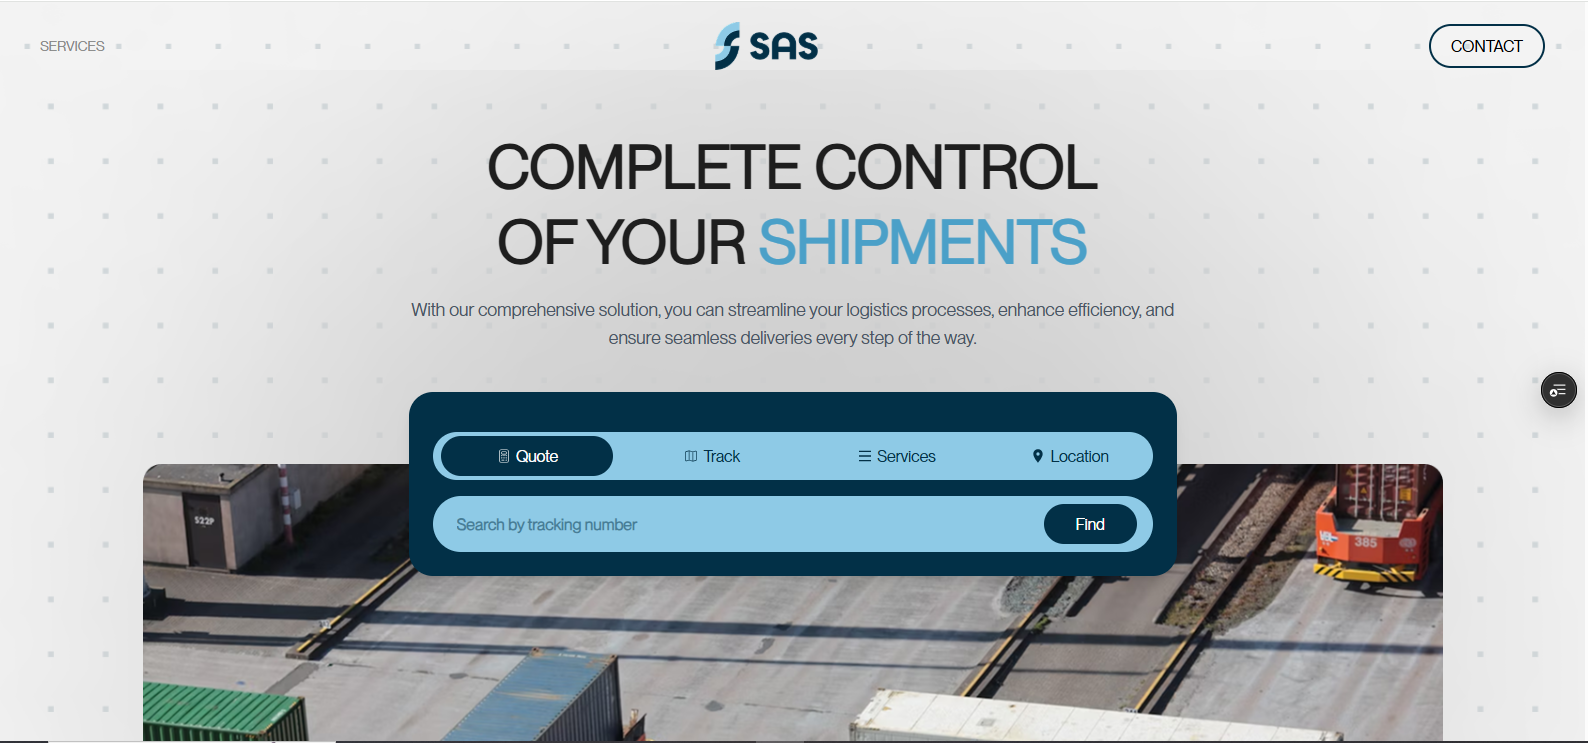 SERVICES
SAS
CONTACT
COMPLETE CONTROL
OF YOUR SHIPMENTS
With our comprehensive solution, you can streamline your logistics processes, enhance efficiency, and
ensure seamless deliveries every step of the way.
Quote
Track
Services
Location
Search by tracking number
Find
522P
385